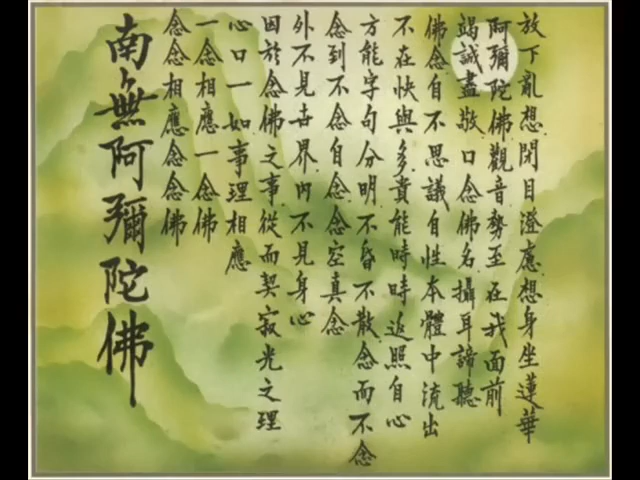 放下亂想閉目澄慮想身坐蓮華
阿彌陀佛觀音勢至在我面前
竭誠盡敬口念佛名攝耳諦聽
佛念自不思議自性本體中流出
不在快與多貴能時時返照自心
方能字句分明不昏不散念而不念
念到不念自念念空真念
外不見世界內不見身心
因於念佛之事從而契寂光之理
心口一如事理相應
一念相應一念佛
念念相應念念佛
南無阿彌陀佛